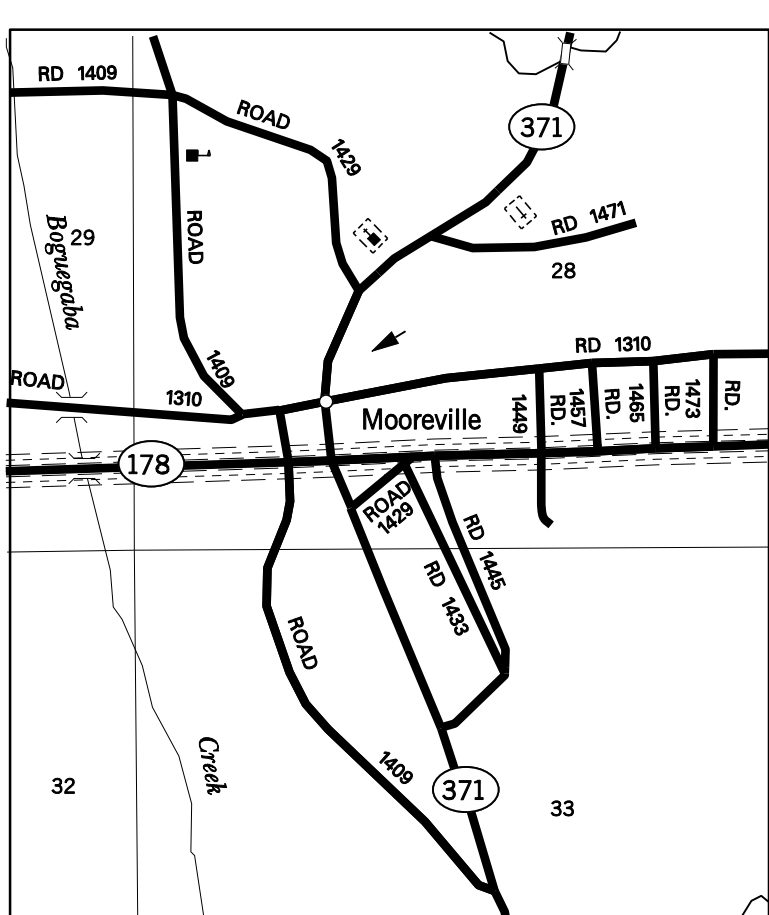 RD 1409
ROAD
1429
371
ROAD
RD 1471
Boguegaba
29
28
1409
RD 1310
ROAD
1310
Mooreville
1449
RD. 1457
RD. 1465
RD. 1473
RD.
178
ROAD
1429
RD 1445
RD 1433
ROAD
Creek
1409
371
32
33